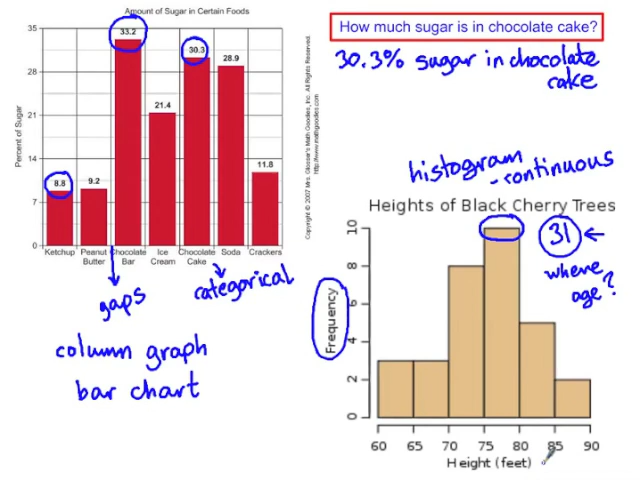 Amount of Sugar in Certain Foods
Percent of Sugar
35
28
21
14
7
0
8.8
9.2
33.2
21.4
30.3
28.9
11.8
Ketchup
Peanut Butter
Chocolate Bar
Ice Cream
Chocolate Cake
Soda
Crackers
Copyright © 2007 Mrs. Glosser's Math Goodies, Inc. All Rights Reserved.
http://www.mathgoodies.com
gaps
categorical
column graph
bar chart
How much sugar is in chocolate cake?
30.3% sugar in chocolate
cake
histogram
- continuous
Heights of Black Cherry Trees
31
where
age?
Frequency
10
8
6
4
2
0
60 65 70 75 80 85 90
Height (feet)